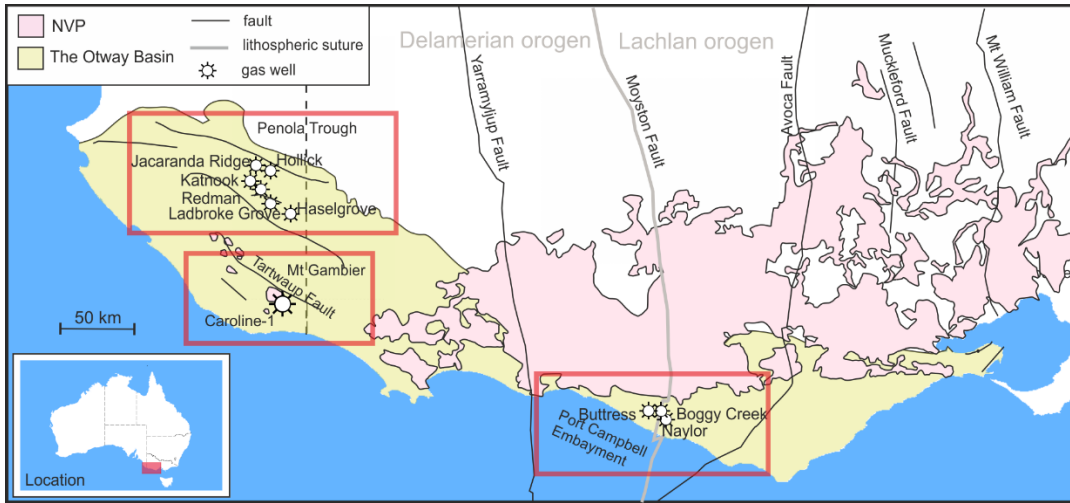 NVP
The Otway Basin
fault
lithospheric suture
gas well
Delamerian orogen
Lachlan orogen
Yarramyljup Fault
Moyston Fault
Avoca Fault
Muckleford Fault
Mt William Fault
Penola Trough
Jacaranda Ridge
Hollick
Katnook
Redman
Ladbroke Grove
Haselgrove
Mt Gambier
Tartwaup Fault
Caroline-1
50 km
Buttress
Boggy Creek
Naylor
Port Campbell
Embayment
Location